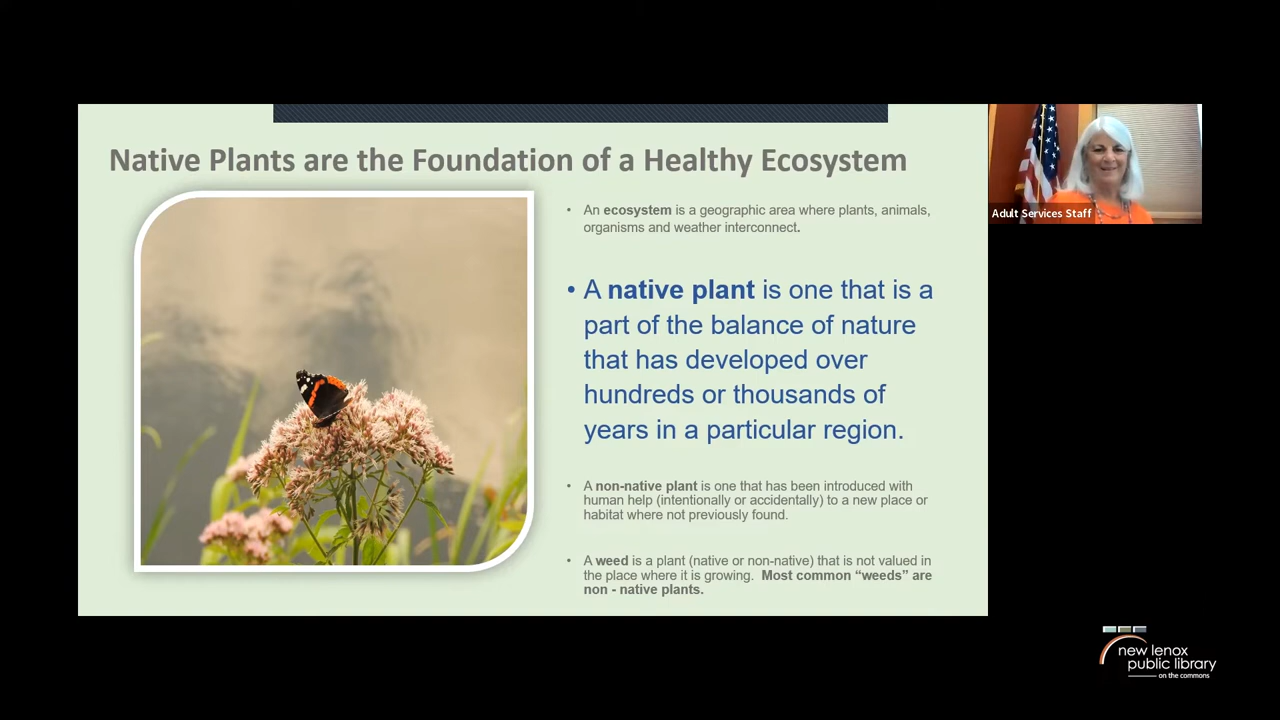 Native Plants are the Foundation of a Healthy Ecosystem
• An ecosystem is a geographic area where plants, animals,
organisms and weather interconnect.
• A native plant is one that is a
part of the balance of nature
that has developed over
hundreds or thousands of
years in a particular region.
• A non-native plant is one that has been introduced with
human help (intentionally or accidentally) to a new place or
habitat where not previously found.
• A weed is a plant (native or non-native) that is not valued in
the place where it is growing.  Most common “weeds” are
non - native plants.
Adult Services Staff
new lenox
public library
on the commons